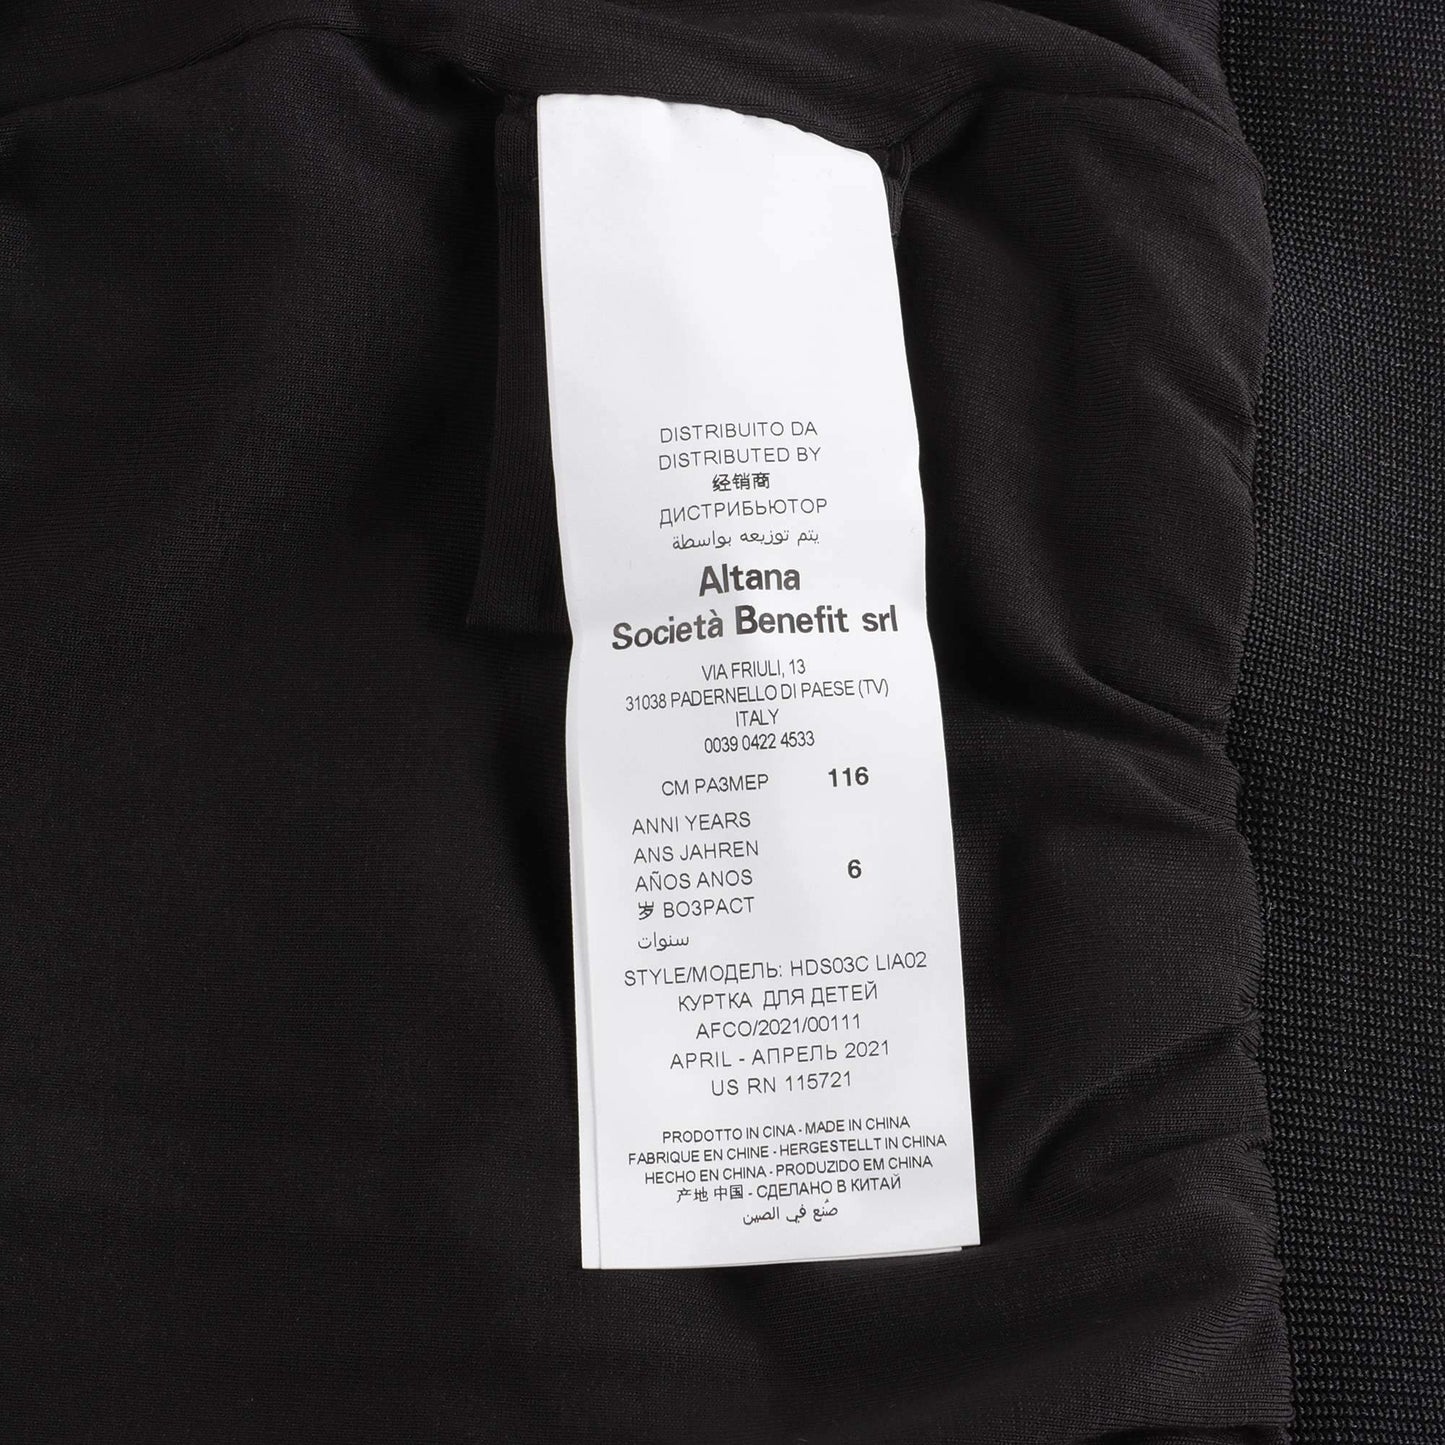 DISTRIBUITO DA
DISTRIBUTED BY
经销商
ДИСТРИБЬЮТОР
يتم توزيعه بواسطة
Altana
Società Benefit srl
VIA FRIULI, 13
31038 PADERNELLO DI PAESE (TV)
ITALY
0039 0422 4533
СМ РАЗМЕР 116
ANNI YEARS
ANS JAHREN
AÑOS ANOS 6
岁 ВОЗРАСТ
سنوات
STYLE/МОДЕЛЬ: HDS03C LIA02
КУРТКА ДЛЯ ДЕТЕЙ
AFCO/2021/00111
APRIL - АПРЕЛЬ 2021
US RN 115721
PRODOTTO IN CINA - MADE IN CHINA
FABRIQUE EN CHINE - HERGESTELLT IN CHINA
HECHO EN CHINA - PRODUZIDO EM CHINA
产地 中国 - СДЕЛАНО В КИТАЙ
صُنع في الصين